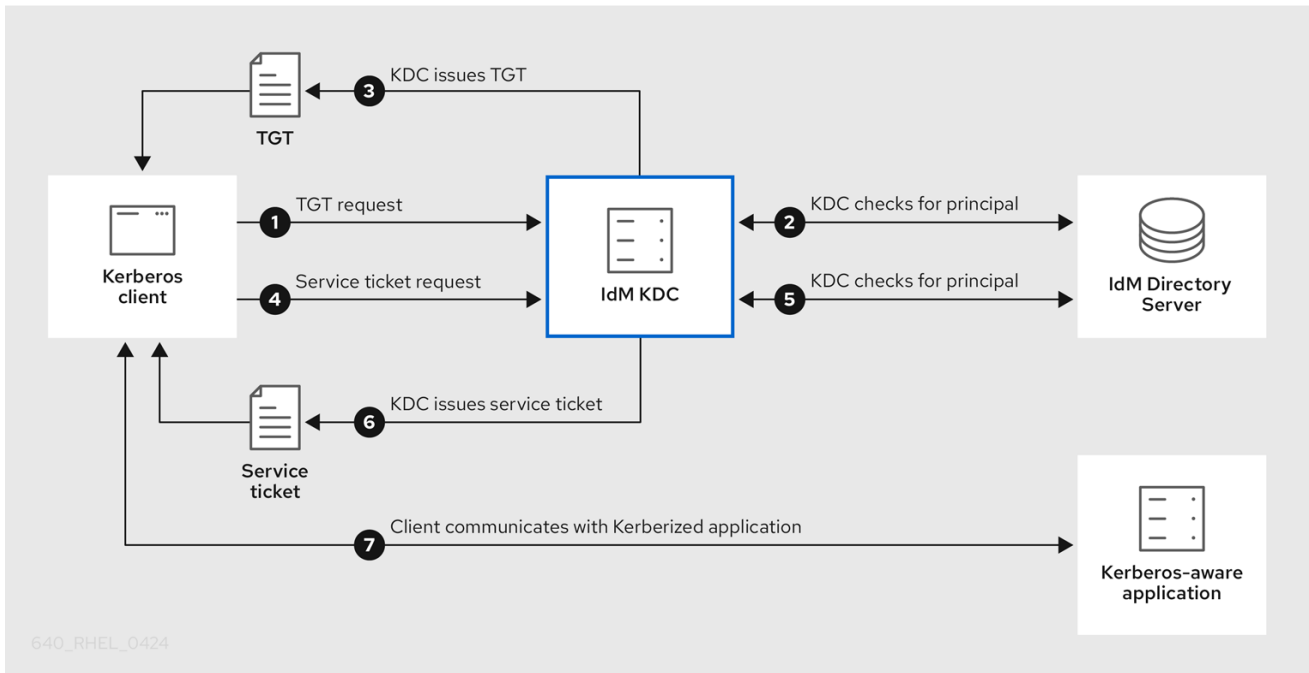 3 KDC issues TGT
TGT
1 TGT request
2 KDC checks for principal
Kerberos
client
4 Service ticket request
IdM KDC
5 KDC checks for principal
IdM Directory
Server
6 KDC issues service ticket
Service
ticket
7 Client communicates with Kerberized application
Kerberos-aware
application
640_RHEL_0424